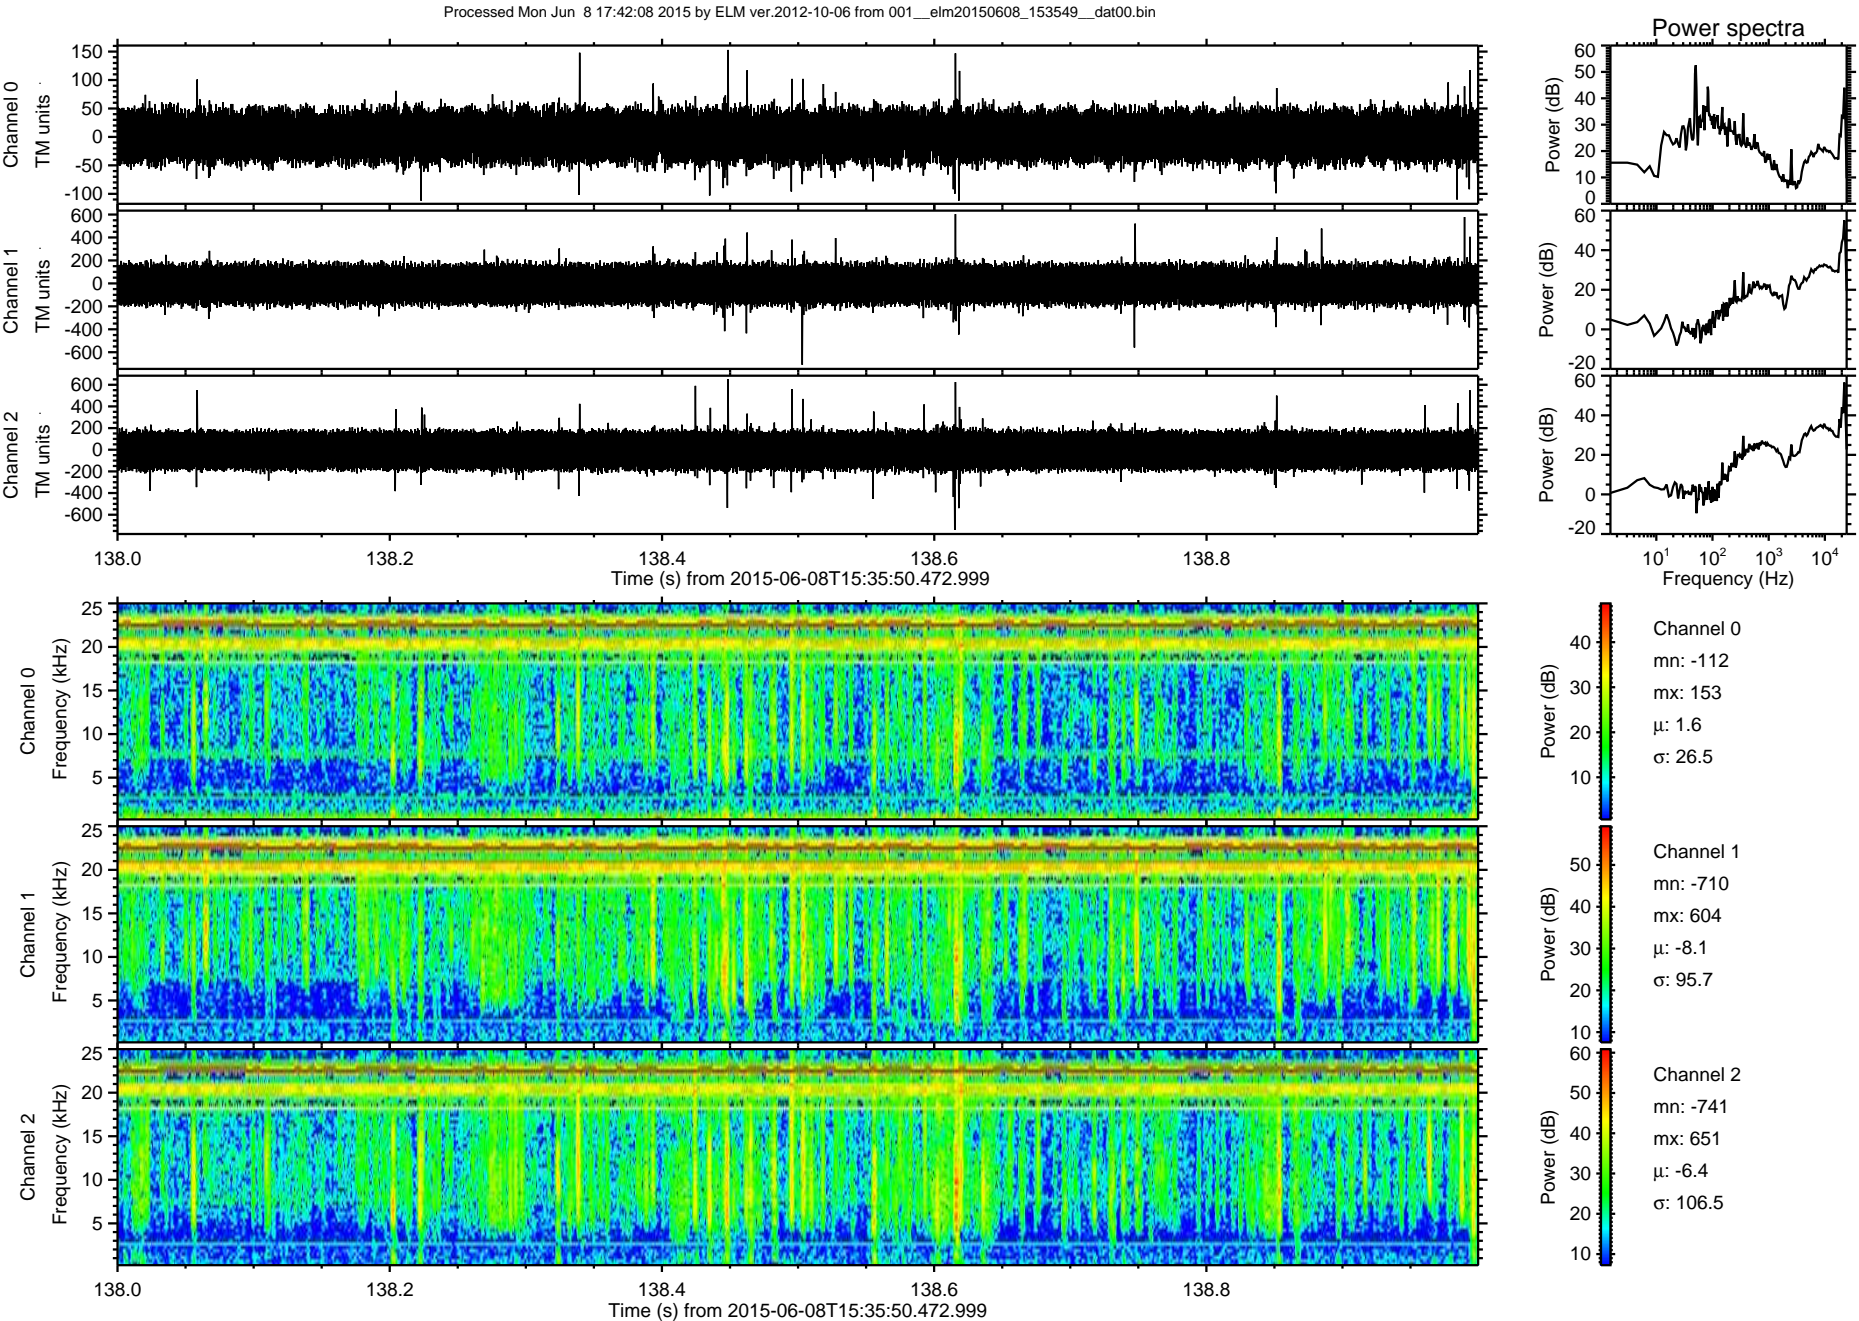 Processed Mon Jun  8 17:42:08 2015 by ELM ver.2012-10-06 from 001__elm20150608_153549__dat00.bin
Power spectra
Channel 0
TM units
150
100
50
0
-50
-100
Power (dB)
60
50
40
30
20
10
0
Channel 1
TM units
600
400
200
0
-200
-400
-600
Power (dB)
60
40
20
0
-20
Channel 2
TM units
600
400
200
0
-200
-400
-600
Power (dB)
60
40
20
0
-20
138.0 138.2 138.4 138.6 138.8
Time (s) from 2015-06-08T15:35:50.472.999
10¹ 10² 10³ 10⁴
Frequency (Hz)
Channel 0
Frequency (kHz)
25
20
15
10
5
Power (dB)
40
30
20
10
Channel 0
mn: -112
mx: 153
μ: 1.6
σ: 26.5
Channel 1
Frequency (kHz)
25
20
15
10
5
Power (dB)
50
40
30
20
10
Channel 1
mn: -710
mx: 604
μ: -8.1
σ: 95.7
Channel 2
Frequency (kHz)
25
20
15
10
5
Power (dB)
60
50
40
30
20
10
Channel 2
mn: -741
mx: 651
μ: -6.4
σ: 106.5
138.0 138.2 138.4 138.6 138.8
Time (s) from 2015-06-08T15:35:50.472.999